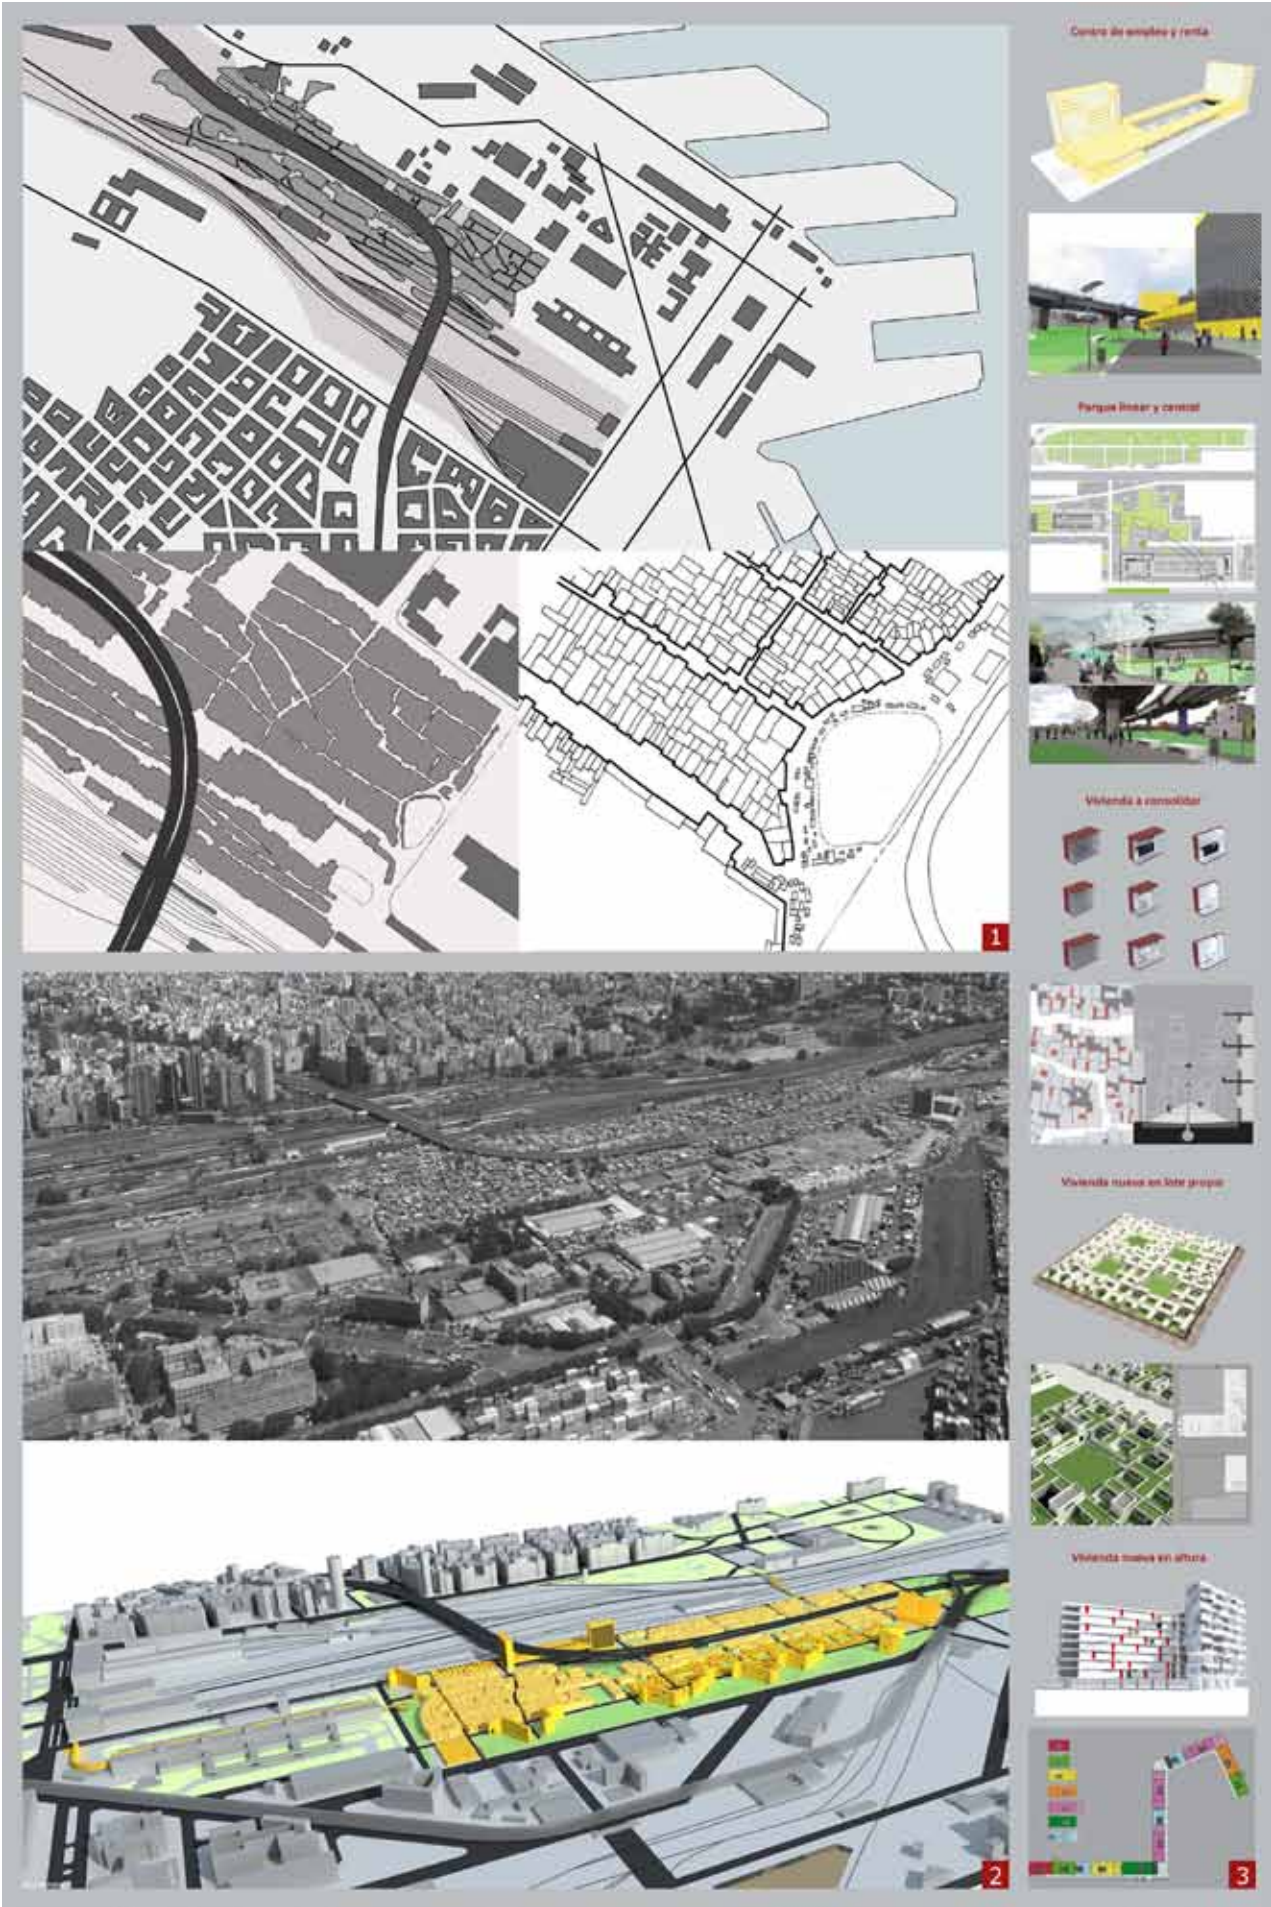 Centro de empleo y renta
Parque linear y central
Vivienda a consolidar
1
Vivienda nueva en lote propio
Vivienda nueva en altura
2
3